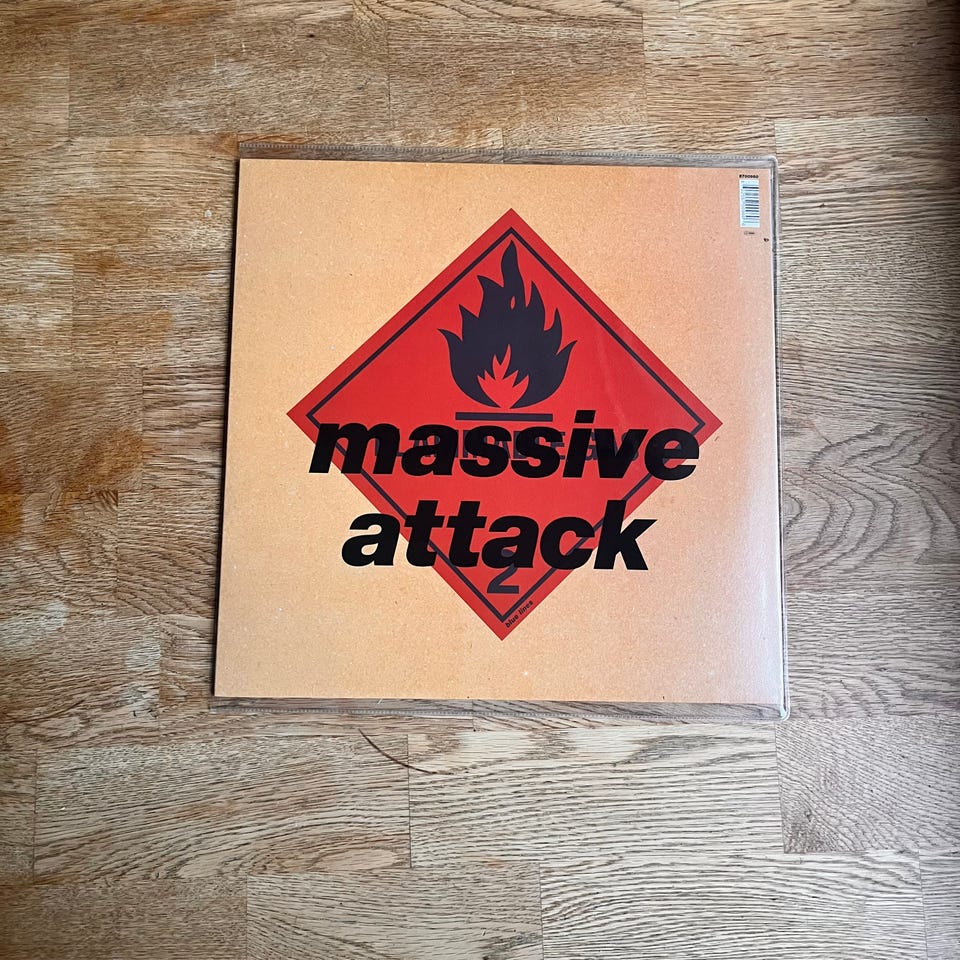 massive
attack
2
blue lines